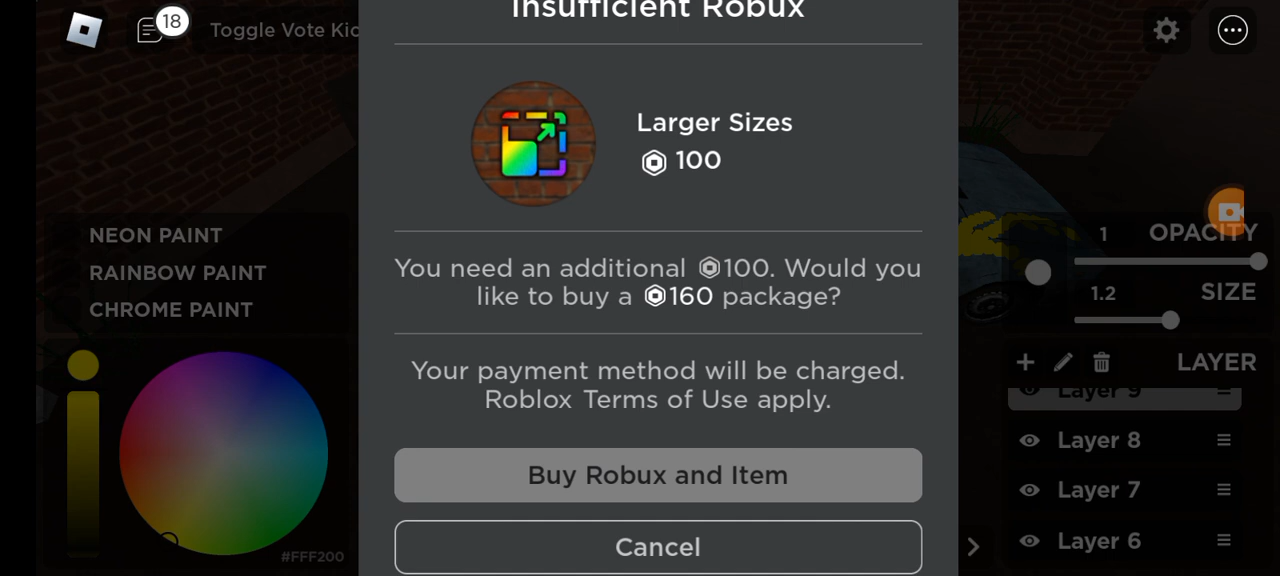 Insufficient Robux
18
Toggle Vote Kic
Larger Sizes
100
NEON PAINT
RAINBOW PAINT
CHROME PAINT
You need an additional 100. Would you
like to buy a 160 package?
Your payment method will be charged.
Roblox Terms of Use apply.
Buy Robux and Item
Cancel
#FFF200
1 OPACITY
1.2 SIZE
LAYER
Layer 9
Layer 8
Layer 7
Layer 6